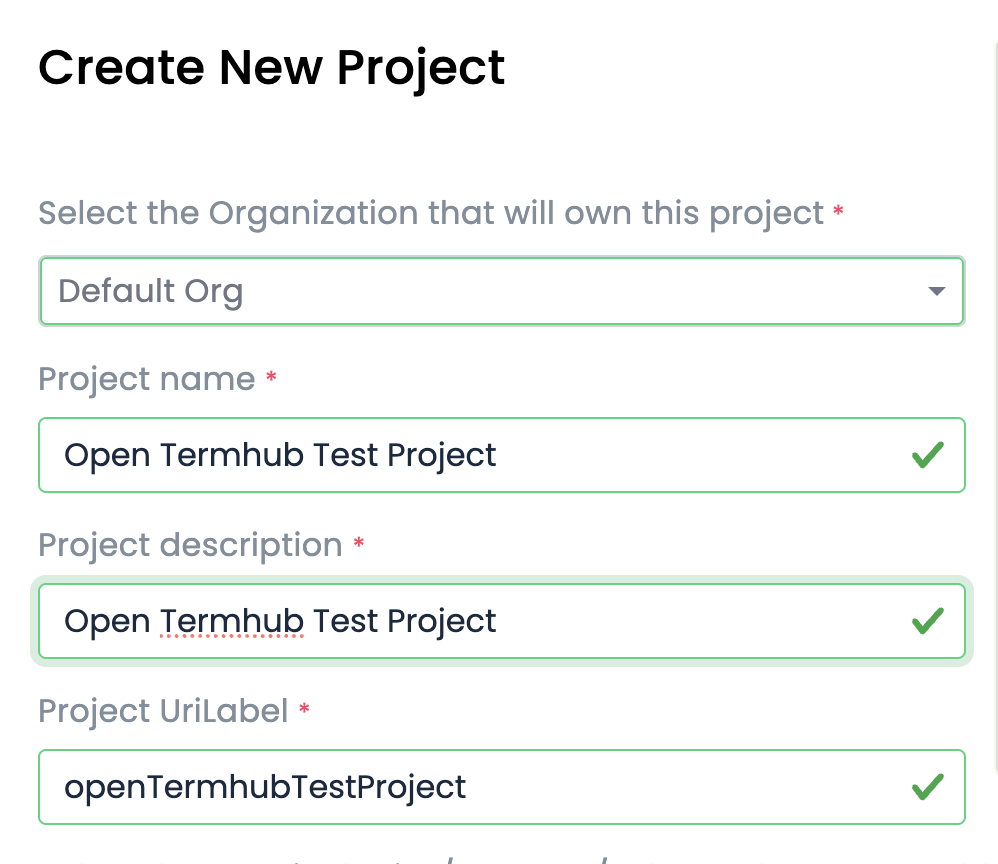 Create New Project
Select the Organization that will own this project *
Default Org
Project name *
Open Termhub Test Project
Project description *
Open Termhub Test Project
Project UriLabel *
openTermhubTestProject